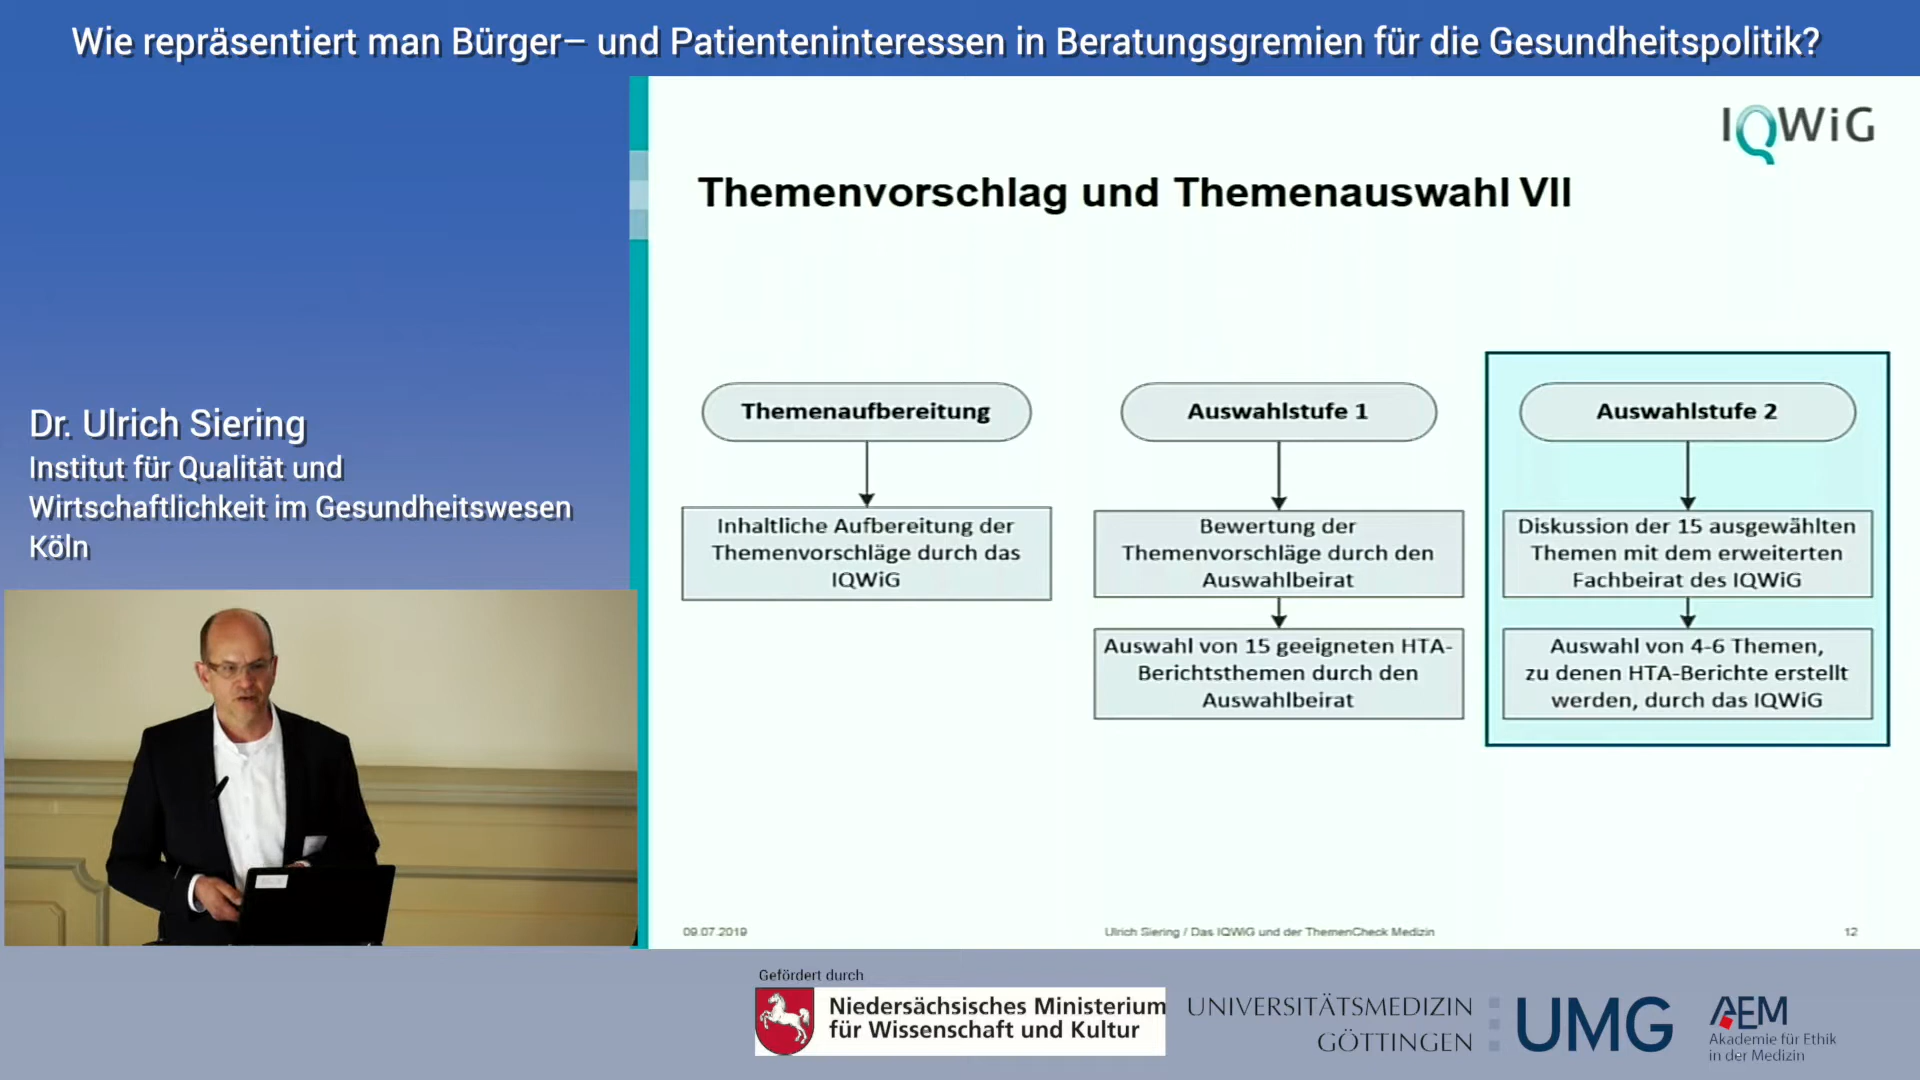 Wie repräsentiert man Bürger– und Patienteninteressen in Beratungsgremien für die Gesundheitspolitik?
IQWiG
Themenvorschlag und Themenauswahl VII
Dr. Ulrich Siering
Institut für Qualität und
Wirtschaftlichkeit im Gesundheitswesen
Köln
Themenaufbereitung
Inhaltliche Aufbereitung der
Themenvorschläge durch das
IQWiG
Auswahlstufe 1
Bewertung der
Themenvorschläge durch den
Auswahlbeirat
Auswahl von 15 geeigneten HTA-
Berichtsthemen durch den
Auswahlbeirat
Auswahlstufe 2
Diskussion der 15 ausgewählten
Themen mit dem erweiterten
Fachbeirat des IQWiG
Auswahl von 4-6 Themen,
zu denen HTA-Berichte erstellt
werden, durch das IQWiG
09.07.2019
Ulrich Siering / Das IQWiG und der ThemenCheck Medizin
12
Gefördert durch
Niedersächsisches Ministerium
für Wissenschaft und Kultur
UNIVERSITÄTSMEDIZIN
GÖTTINGEN
UMG
AEM
Akademie für Ethik
in der Medizin